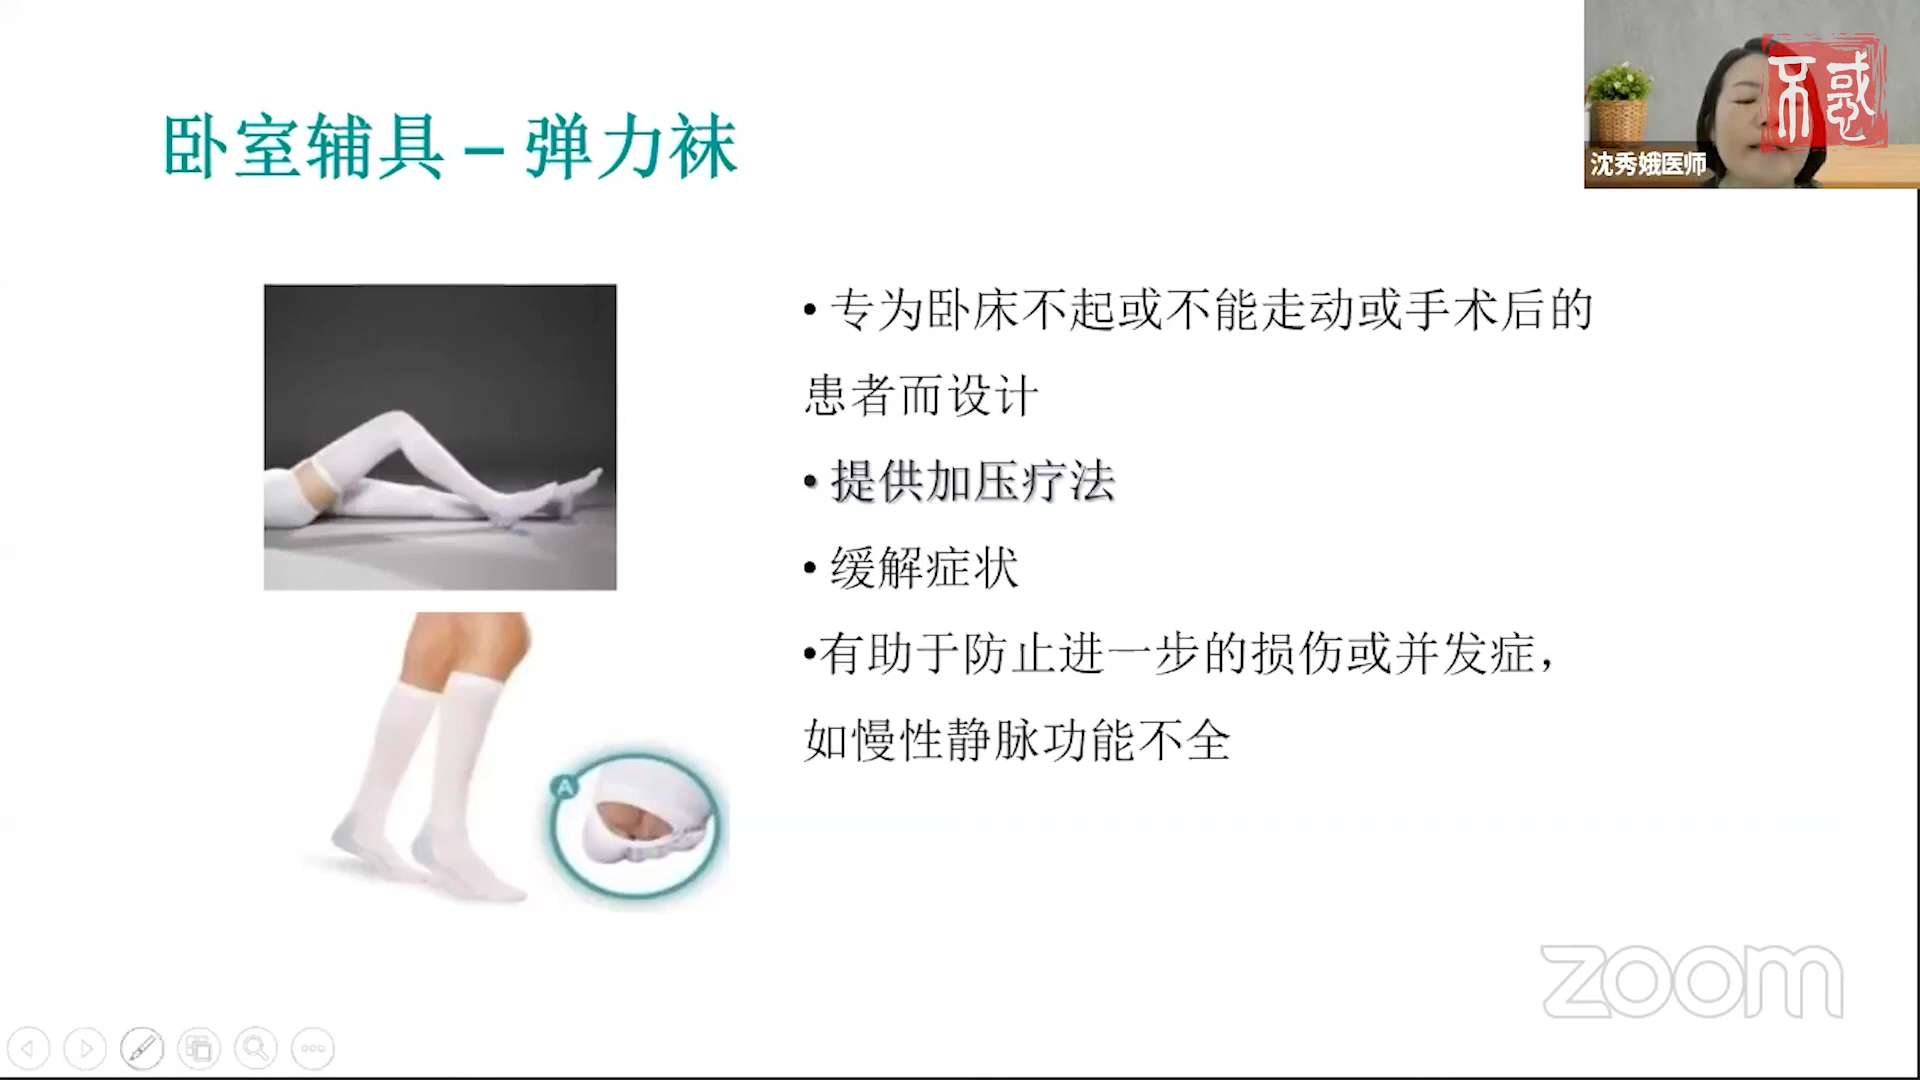 不惑
沈秀娥医师
卧室辅具 – 弹力袜
• 专为卧床不起或不能走动或手术后的
患者而设计
• 提供加压疗法
• 缓解症状
•有助于防止进一步的损伤或并发症，
如慢性静脉功能不全
A
zoom